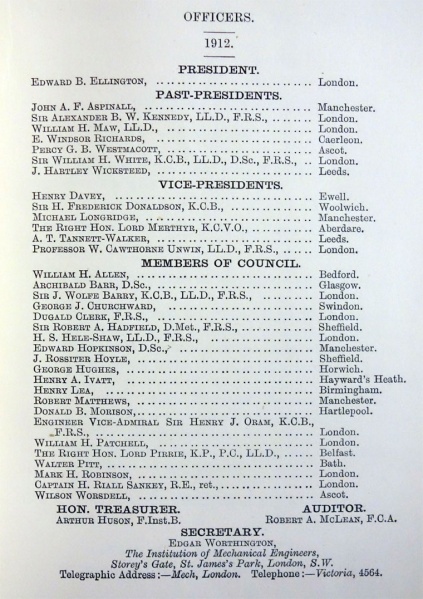 OFFICERS.
1912.
PRESIDENT.
EDWARD B. ELLINGTON, London.
PAST-PRESIDENTS.
JOHN A. F. ASPINALL, Manchester.
SIR ALEXANDER B. W. KENNEDY, LL.D., F.R.S., London.
WILLIAM H. MAW, LL.D., London.
E. WINDSOR RICHARDS, Caerleon.
PERCY G. B. WESTMACOTT, Ascot.
SIR WILLIAM H. WHITE, K.C.B., LL.D., D.Sc., F.R.S., London.
J. HARTLEY WICKSTEED, Leeds.
VICE-PRESIDENTS.
HENRY DAVEY, Ewell.
SIR H. FREDERICK DONALDSON, K.C.B., Woolwich.
MICHAEL LONGRIDGE, Manchester.
THE RIGHT HON. LORD MERTHYR, K.C.V.O., Aberdare.
A. T. TANNETT-WALKER, Leeds.
PROFESSOR W. CAWTHORNE UNWIN, LL.D., F.R.S., London.
MEMBERS OF COUNCIL.
WILLIAM H. ALLEN, Bedford.
ARCHIBALD BARR, D.Sc., Glasgow.
SIR J. WOLFE BARRY, K.C.B., LL.D., F.R.S., London.
GEORGE J. CHURCHWARD, Swindon.
DUGALD CLERK, F.R.S., London.
SIR ROBERT A. HADFIELD, D.Met., F.R.S., Sheffield.
H. S. HELE-SHAW, LL.D., F.R.S., London.
EDWARD HOPKINSON, D.Sc., Manchester.
J. ROSSITER HOYLE, Sheffield.
GEORGE HUGHES, Horwich.
HENRY A. IVATT, Hayward's Heath.
HENRY LEA, Birmingham.
ROBERT MATTHEWS, Manchester.
DONALD B. MORISON, Hartlepool.
ENGINEER VICE-ADMIRAL SIR HENRY J. ORAM, K.C.B.,
F.R.S., London.
WILLIAM H. PATCHELL, London.
THE RIGHT HON. LORD PIRRIE, K.P., P.C., LL.D., Belfast.
WALTER PITT, Bath.
MARK H. ROBINSON, London.
CAPTAIN H. RIALL SANKEY, R.E., ret., London.
WILSON WORSDELL, Ascot.
HON. TREASURER. AUDITOR.
ARTHUR HUSON, F.Inst.B. ROBERT A. MCLEAN, F.C.A.
SECRETARY.
EDGAR WORTHINGTON,
The Institution of Mechanical Engineers,
Storey's Gate, St. James's Park, London, S.W.
Telegraphic Address:—Mech, London. Telephone:—Victoria, 4564.